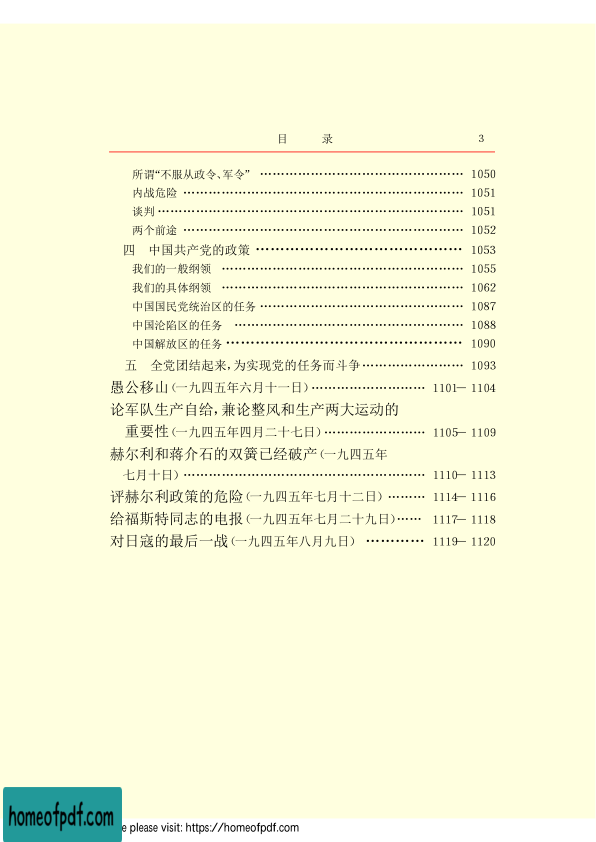 目 录 3
所谓“不服从政令、军令” …………………………………………… 1050
内战危险 ………………………………………………………… 1051
谈判 ……………………………………………………………… 1051
两个前途 ………………………………………………………… 1052
四 中国共产党的政策 …………………………………… 1053
我们的一般纲领 ………………………………………………… 1055
我们的具体纲领 ………………………………………………… 1062
中国国民党统治区的任务 ……………………………………… 1087
中国沦陷区的任务 ……………………………………………… 1088
中国解放区的任务 ………………………………………… 1090
五 全党团结起来，为实现党的任务而斗争 ………………… 1093
愚公移山（一九四五年六月十一日） …………………… 1101— 1104
论军队生产自给，兼论整风和生产两大运动的
重要性（一九四五年四月二十七日） …………………… 1105— 1109
赫尔利和蒋介石的双簧已经破产（一九四五年
七月十日） ………………………………………………… 1110— 1113
评赫尔利政策的危险（一九四五年七月十二日） ……… 1114— 1116
给福斯特同志的电报（一九四五年七月二十九日） …… 1117— 1118
对日寇的最后一战（一九四五年八月九日） ………… 1119— 1120
homeofpdf.com
e please visit: https://homeofpdf.com